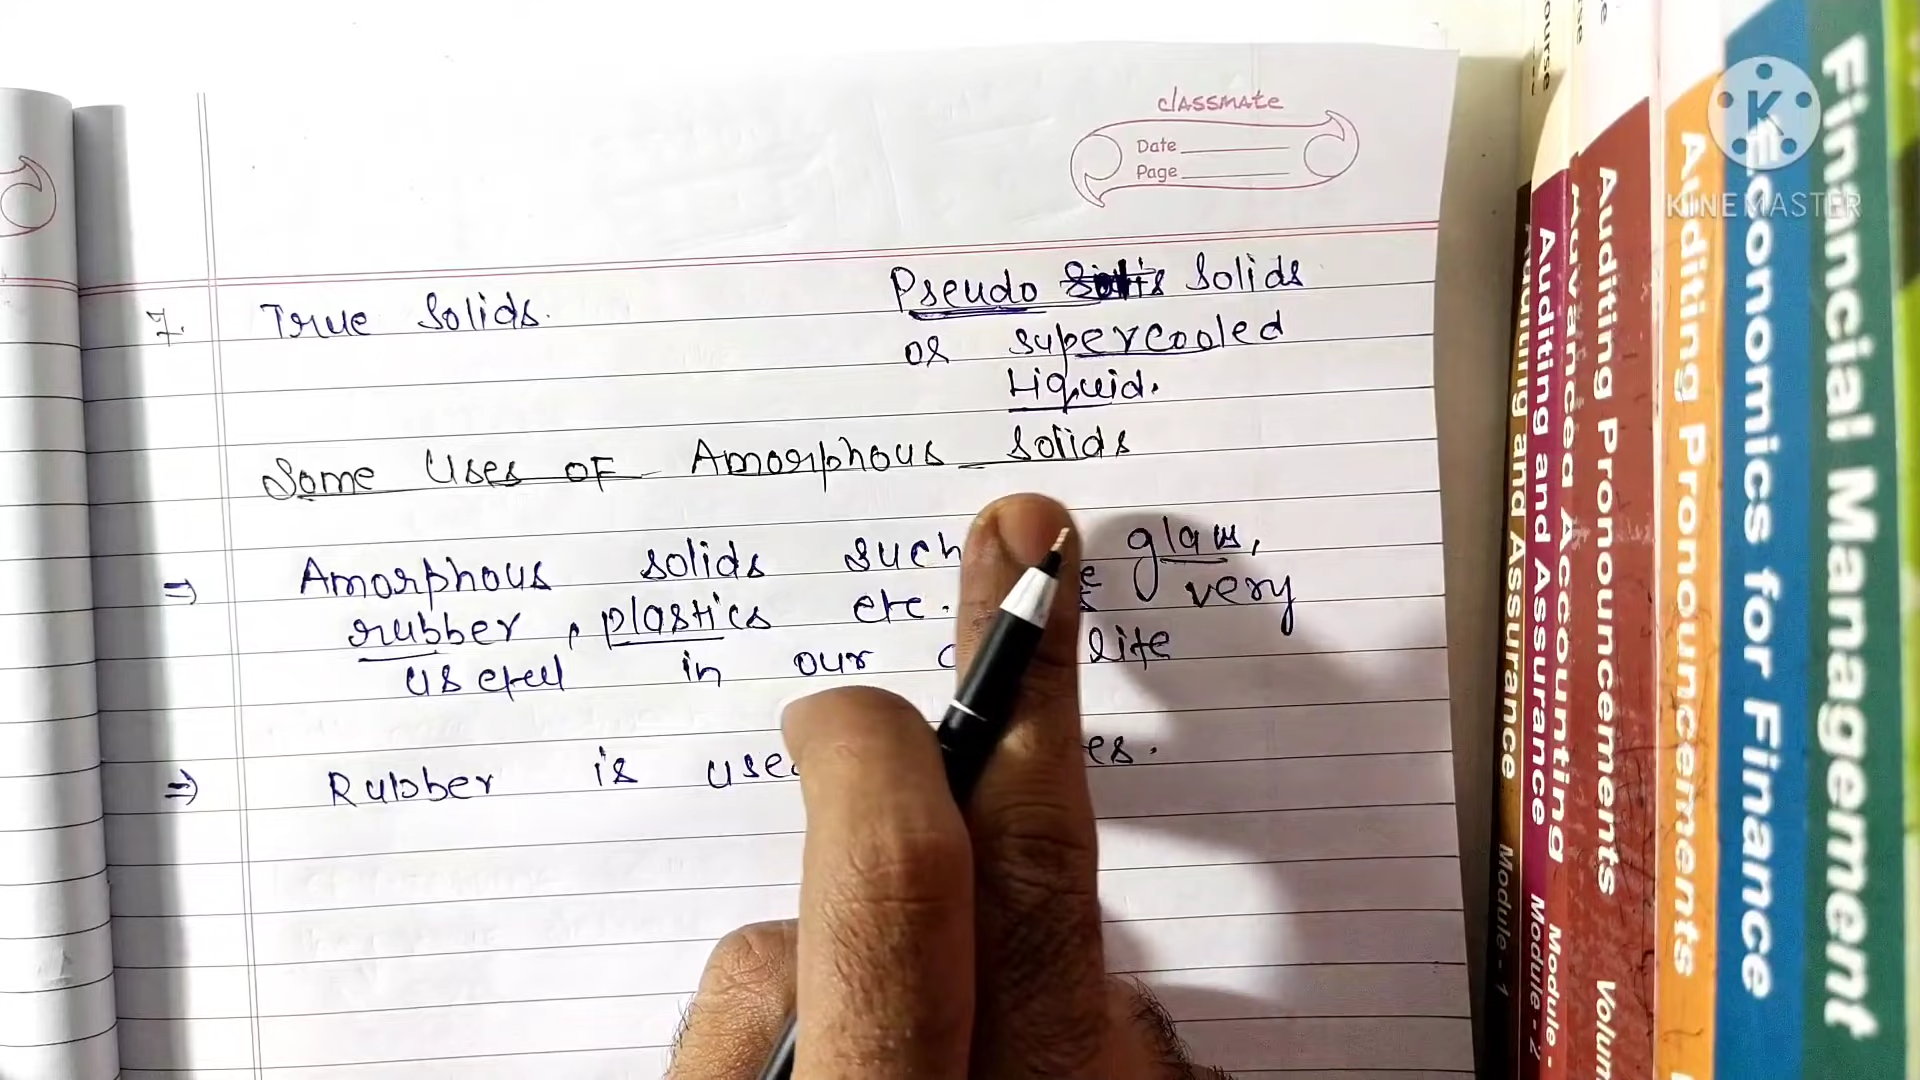 classmate
Date
Page
7. True Solids. Pseudo Solids
or supercooled
Liquid.
Some Uses of Amorphous solids
⇒ Amorphous solids such glass,
rubber, plastics etc. very
useful in our life
⇒ Rubber is
KINEMASTER
Financial Management
Economics for Finance
Auditing Pronouncements
Auditing Pronouncements Volum
Advanced Accounting Module -
Auditing and Assurance Module - 2
Auditing and Assurance Module - 1